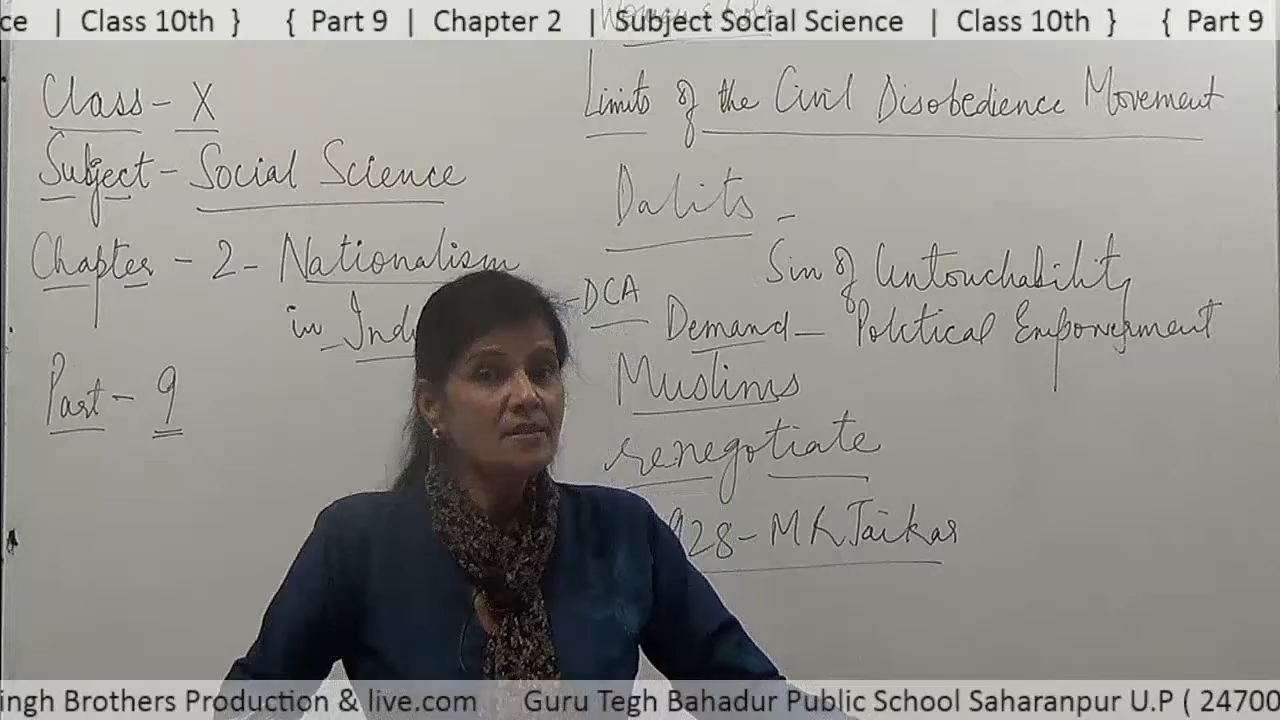 ce | Class 10th } { Part 9 | Chapter 2 | Subject Social Science | Class 10th } { Part 9
Class - X
Subject - Social Science
Chapter - 2 - Nationalism
in Ind
Part - 9
Limits of the Civil Disobedience Movement
Dalits -
Sin of Untouchability
- DCA Demand - Political Empowerment
Muslims
renegotiate
928 - M R Jaikar
Singh Brothers Production & live.com Guru Tegh Bahadur Public School Saharanpur U.P ( 24700